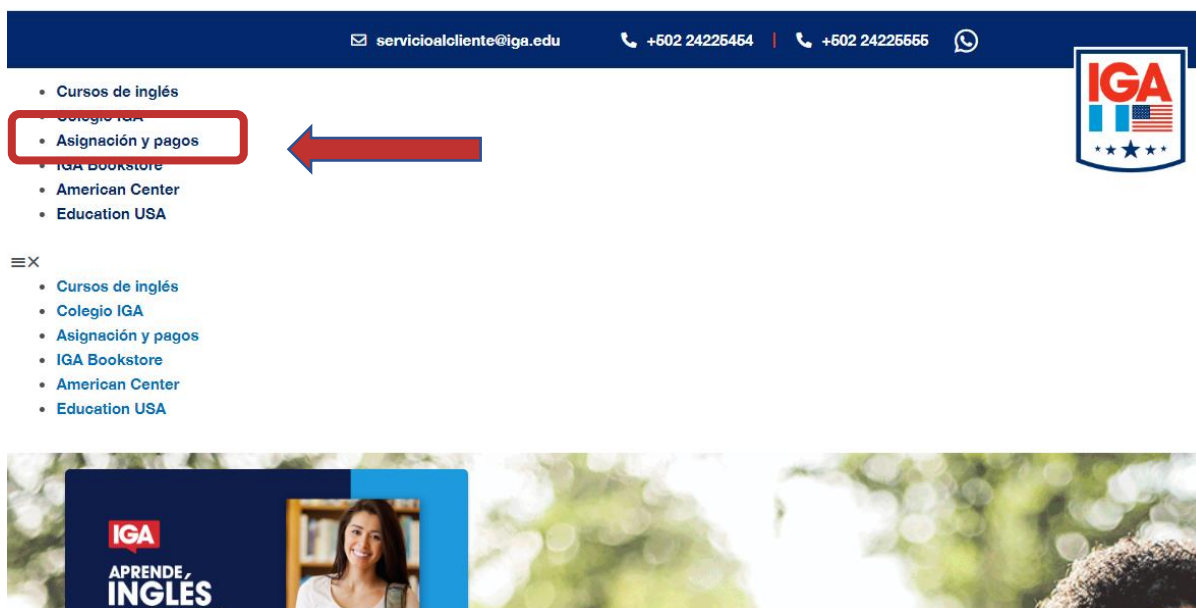 servicioalcliente@iga.edu +502 24225454 | +502 24225555
IGA
Cursos de inglés
Colegio IGA
Asignación y pagos
IGA Bookstore
American Center
Education USA
Cursos de inglés
Colegio IGA
Asignación y pagos
IGA Bookstore
American Center
Education USA
IGA
APRENDE
INGLÉS